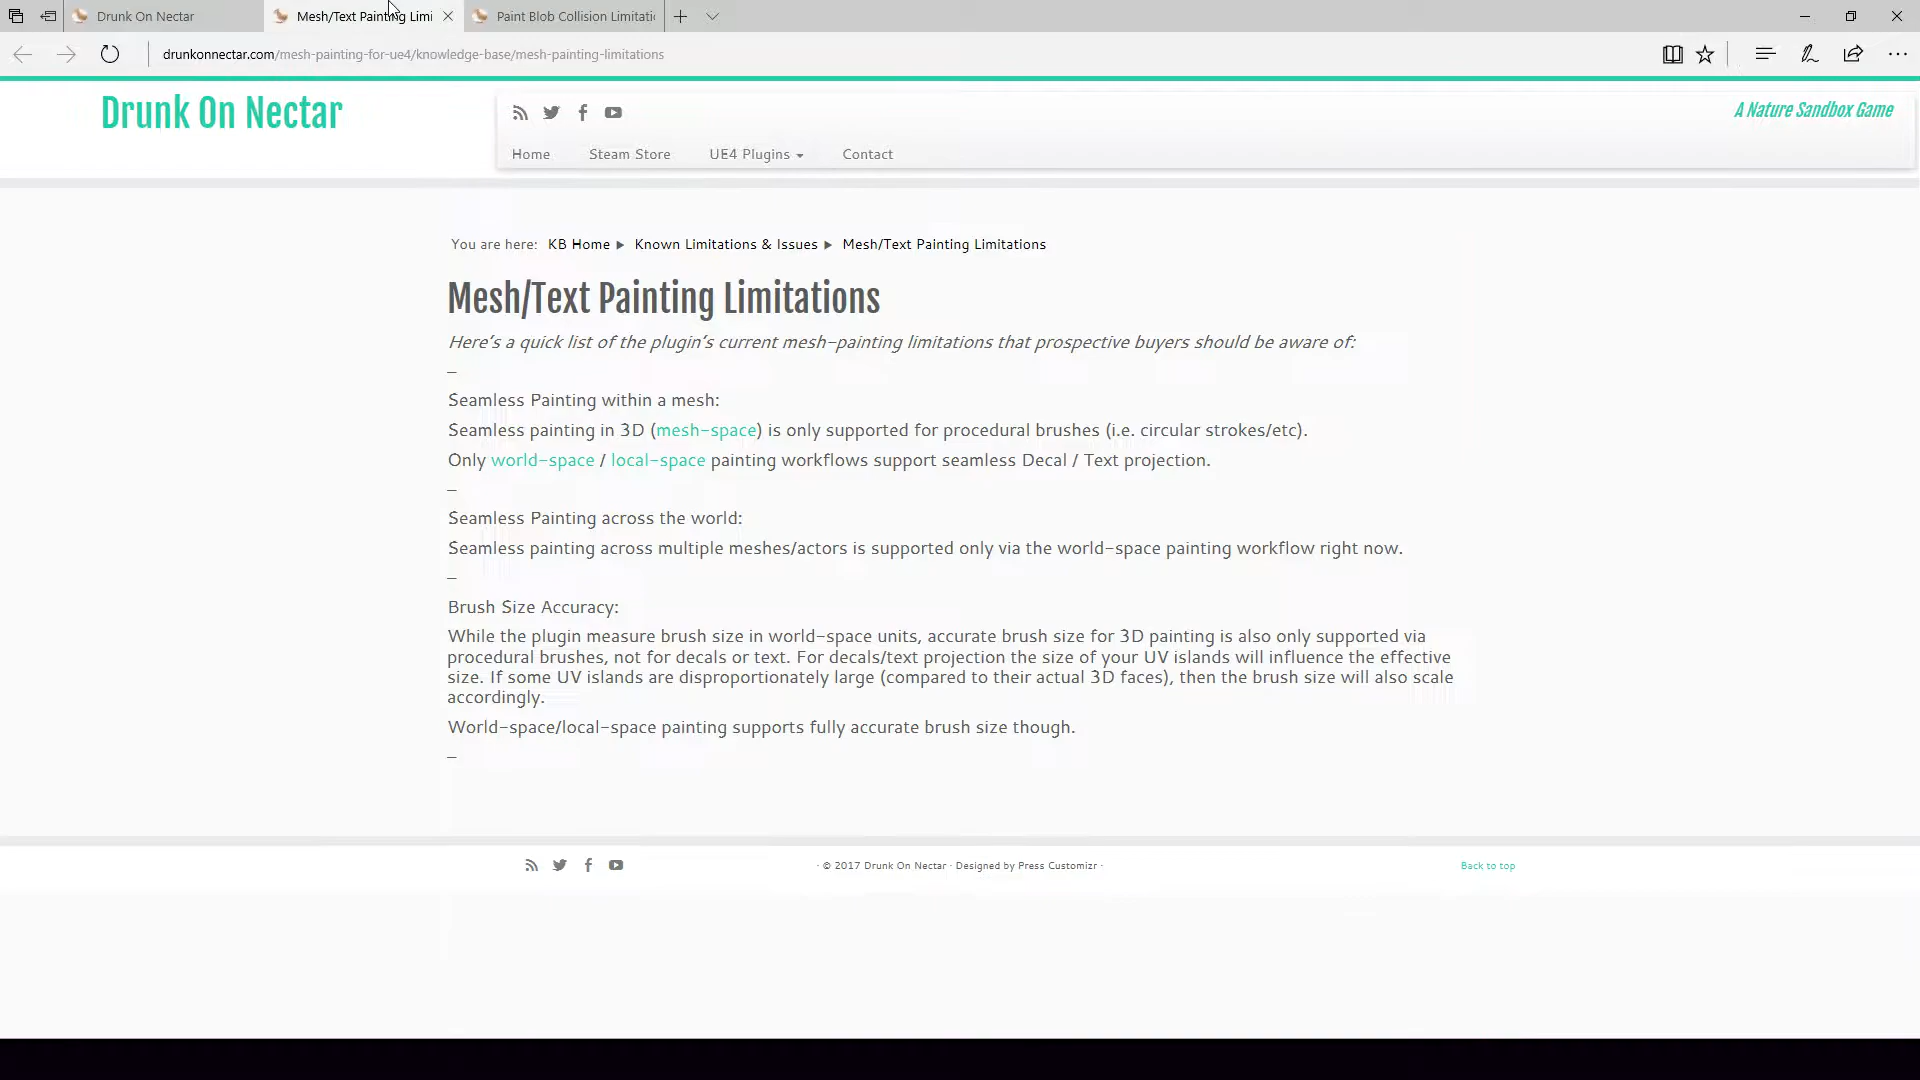 Drunk On Nectar
Mesh/Text Painting Limi
Paint Blob Collision Limitatic
drunkonnectar.com/mesh-painting-for-ue4/knowledge-base/mesh-painting-limitations
Drunk On Nectar
A Nature Sandbox Game
Home
Steam Store
UE4 Plugins
Contact
You are here: KB Home ▶ Known Limitations & Issues ▶ Mesh/Text Painting Limitations
Mesh/Text Painting Limitations
Here's a quick list of the plugin's current mesh-painting limitations that prospective buyers should be aware of:
–
Seamless Painting within a mesh:
Seamless painting in 3D (mesh-space) is only supported for procedural brushes (i.e. circular strokes/etc).
Only world-space / local-space painting workflows support seamless Decal / Text projection.
–
Seamless Painting across the world:
Seamless painting across multiple meshes/actors is supported only via the world-space painting workflow right now.
–
Brush Size Accuracy:
While the plugin measure brush size in world-space units, accurate brush size for 3D painting is also only supported via
procedural brushes, not for decals or text. For decals/text projection the size of your UV islands will influence the effective
size. If some UV islands are disproportionately large (compared to their actual 3D faces), then the brush size will also scale
accordingly.
World-space/local-space painting supports fully accurate brush size though.
–
· © 2017 Drunk On Nectar · Designed by Press Customizr ·
Back to top